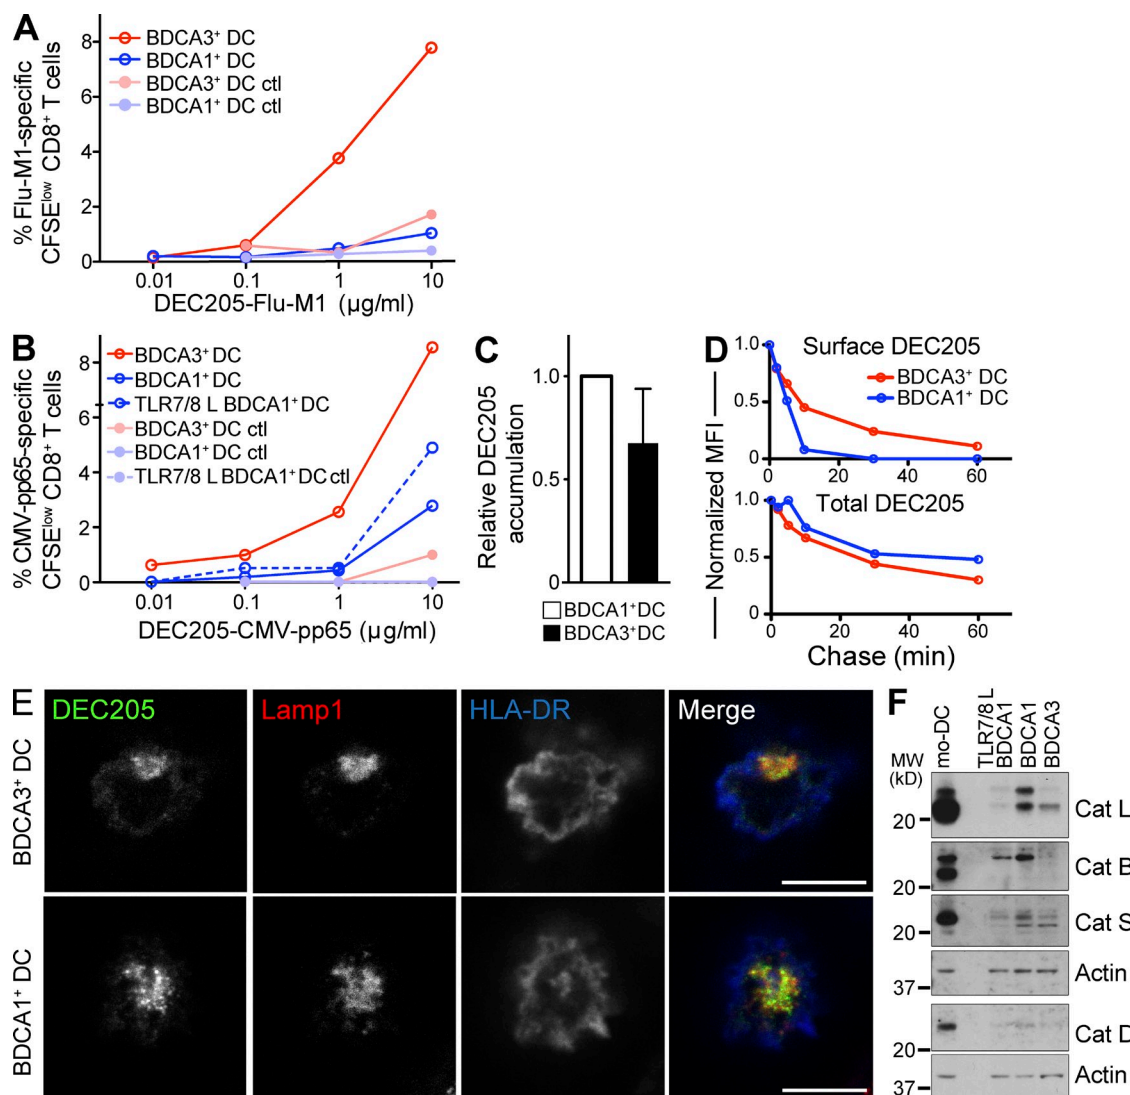 A
% Flu-M1-specific
CFSE^low CD8⁺ T cells
8
6
4
2
0
BDCA3⁺ DC
BDCA1⁺ DC
BDCA3⁺ DC ctl
BDCA1⁺ DC ctl
0.01 0.1 1 10
DEC205-Flu-M1 (µg/ml)
B
% CMV-pp65-specific
CFSE^low CD8⁺ T cells
8
6
4
2
0
BDCA3⁺ DC
BDCA1⁺ DC
TLR7/8 L BDCA1⁺ DC
BDCA3⁺ DC ctl
BDCA1⁺ DC ctl
TLR7/8 L BDCA1⁺ DC ctl
0.01 0.1 1 10
DEC205-CMV-pp65 (µg/ml)
C
Relative DEC205
accumulation
1.0
0.5
0
BDCA1⁺DC
BDCA3⁺DC
D
Normalized MFI
Surface DEC205
BDCA3⁺ DC
BDCA1⁺ DC
1.0
0.5
0
0 20 40 60
Total DEC205
1.0
0.5
0
0 20 40 60
Chase (min)
E
DEC205 Lamp1 HLA-DR Merge
BDCA3⁺ DC
BDCA1⁺ DC
F
MW
(kD)
mo-DC
TLR7/8 L
BDCA1
BDCA1
BDCA3
20 Cat L
20 Cat B
20 Cat S
37 Actin
20 Cat D
37 Actin